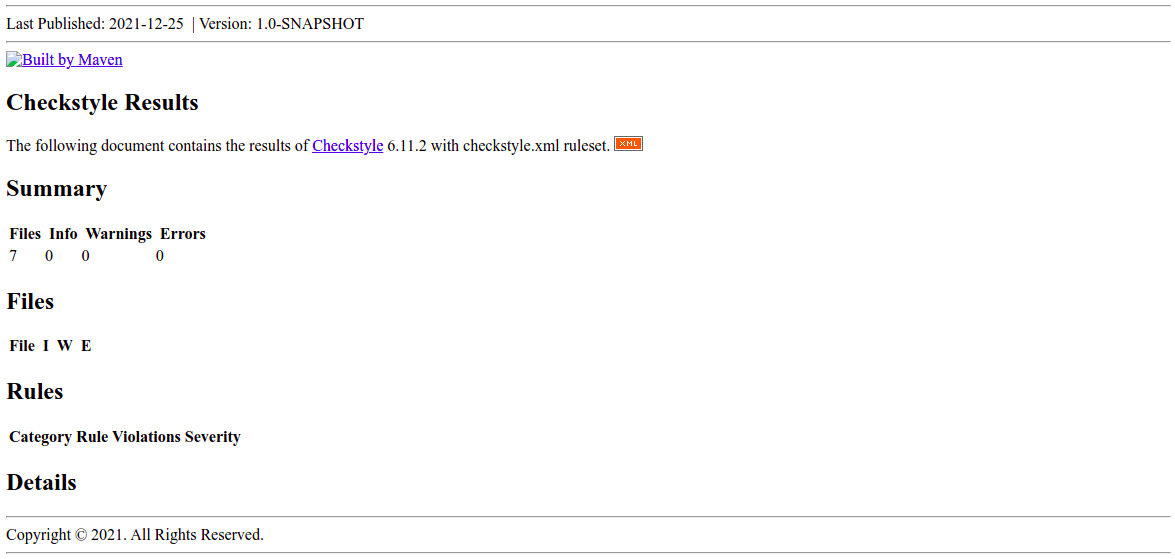 Last Published: 2021-12-25 | Version: 1.0-SNAPSHOT
Built by Maven
Checkstyle Results
The following document contains the results of Checkstyle 6.11.2 with checkstyle.xml ruleset. XML
Summary
Files Info Warnings Errors
7 0 0 0
Files
File I W E
Rules
Category Rule Violations Severity
Details
Copyright © 2021. All Rights Reserved.